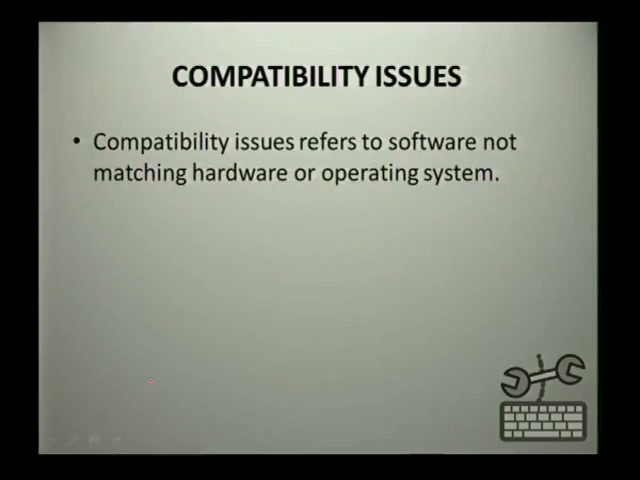 COMPATIBILITY ISSUES
• Compatibility issues refers to software not
matching hardware or operating system.